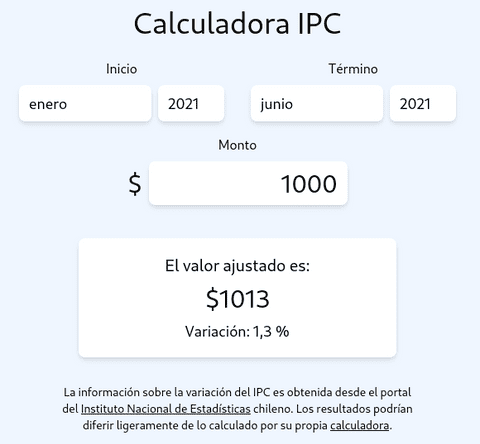 Calculadora IPC
Inicio
Término
enero
2021
junio
2021
Monto
$ 1000
El valor ajustado es:
$1013
Variación: 1,3 %
La información sobre la variación del IPC es obtenida desde el portal
del Instituto Nacional de Estadísticas chileno. Los resultados podrían
diferir ligeramente de lo calculado por su propia calculadora.